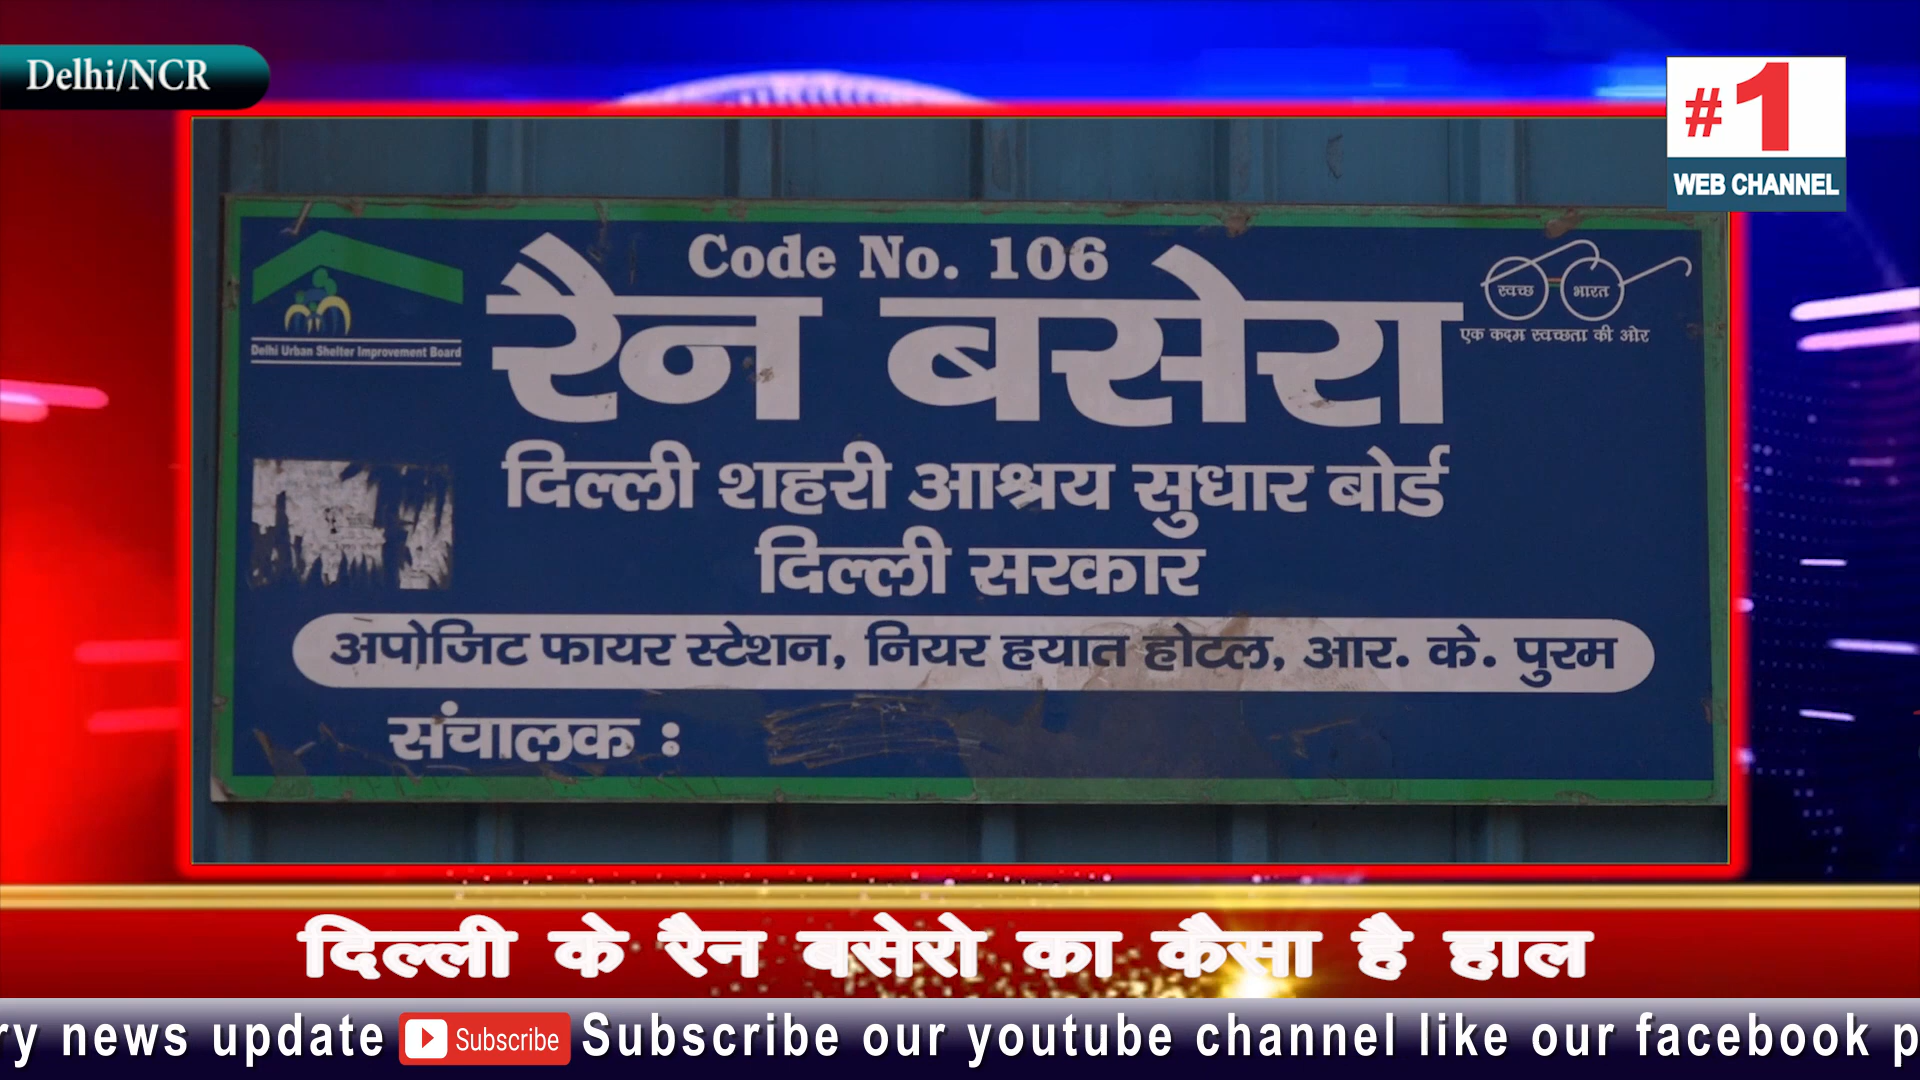 Delhi/NCR
#1
WEB CHANNEL
Code No. 106
रैन बसेरा
Delhi Urban Shelter Improvement Board
स्वच्छ भारत
एक कदम स्वच्छता की ओर
दिल्ली शहरी आश्रय सुधार बोर्ड
दिल्ली सरकार
अपोजिट फायर स्टेशन, नियर हयात होटल, आर. के. पुरम
संचालक :
दिल्ली के रैन बसेरो का कैसा है हाल
ry news update Subscribe Subscribe our youtube channel like our facebook p